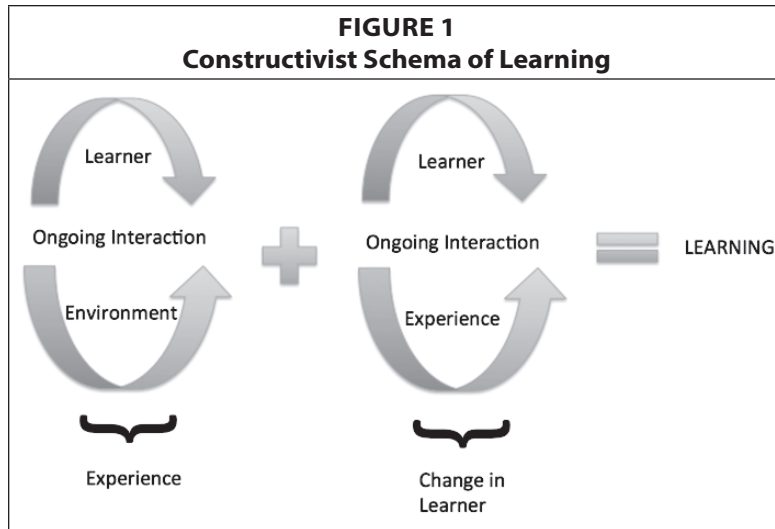 FIGURE 1
Constructivist Schema of Learning
Learner
Ongoing Interaction
Environment
Experience
Learner
Ongoing Interaction
Experience
Change in
Learner
LEARNING